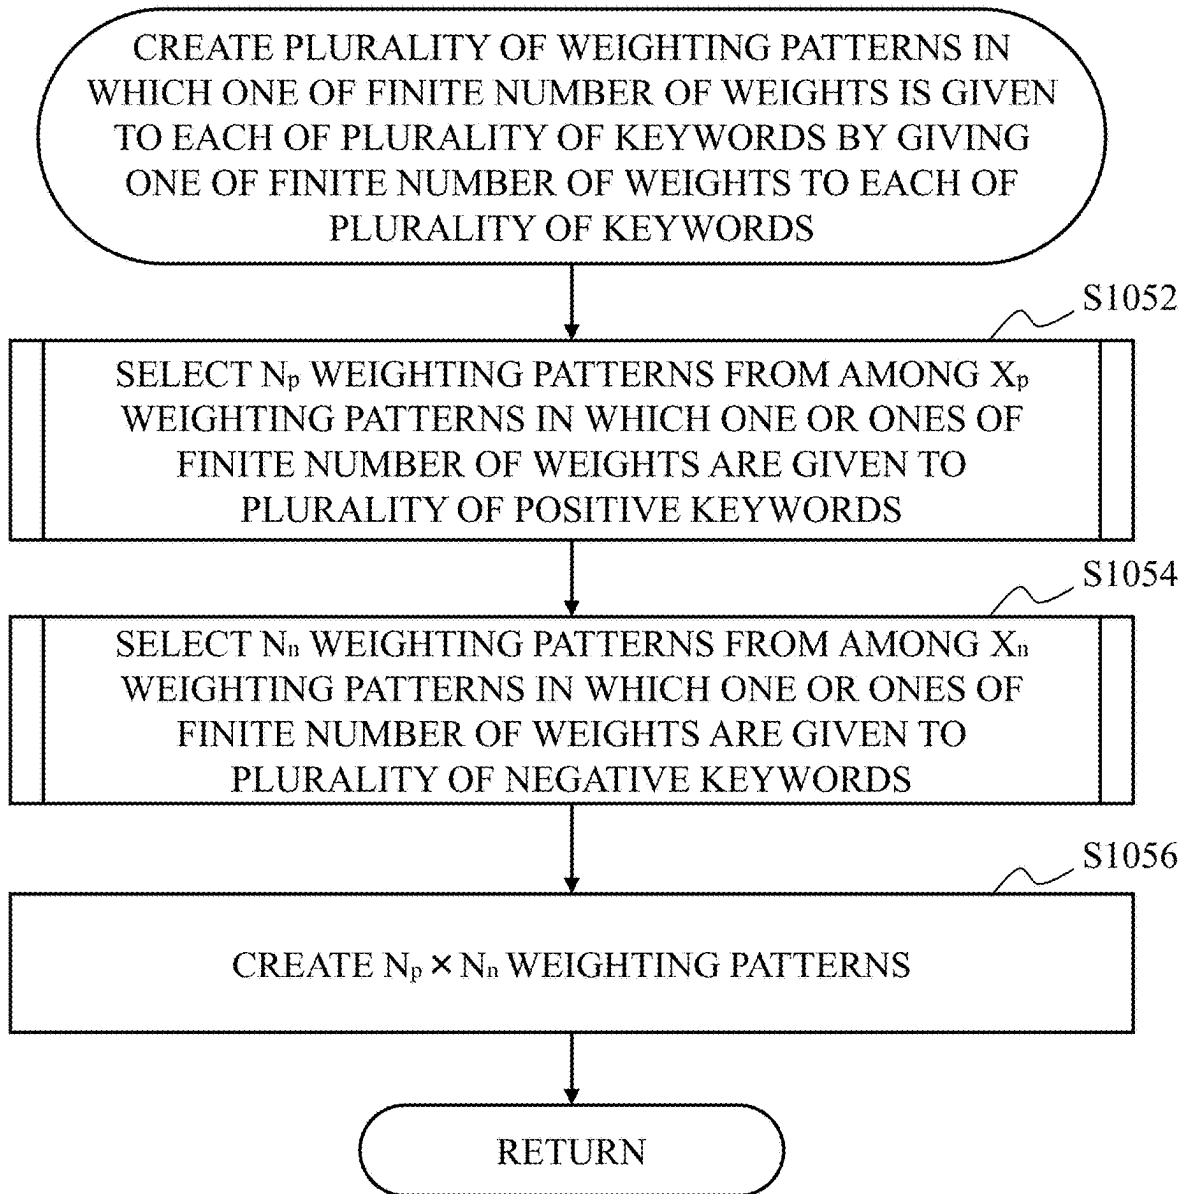 CREATE PLURALITY OF WEIGHTING PATTERNS IN
WHICH ONE OF FINITE NUMBER OF WEIGHTS IS GIVEN
TO EACH OF PLURALITY OF KEYWORDS BY GIVING
ONE OF FINITE NUMBER OF WEIGHTS TO EACH OF
PLURALITY OF KEYWORDS
S1052
SELECT Np WEIGHTING PATTERNS FROM AMONG Xp
WEIGHTING PATTERNS IN WHICH ONE OR ONES OF
FINITE NUMBER OF WEIGHTS ARE GIVEN TO
PLURALITY OF POSITIVE KEYWORDS
S1054
SELECT Nn WEIGHTING PATTERNS FROM AMONG Xn
WEIGHTING PATTERNS IN WHICH ONE OR ONES OF
FINITE NUMBER OF WEIGHTS ARE GIVEN TO
PLURALITY OF NEGATIVE KEYWORDS
S1056
CREATE Np × Nn WEIGHTING PATTERNS
RETURN